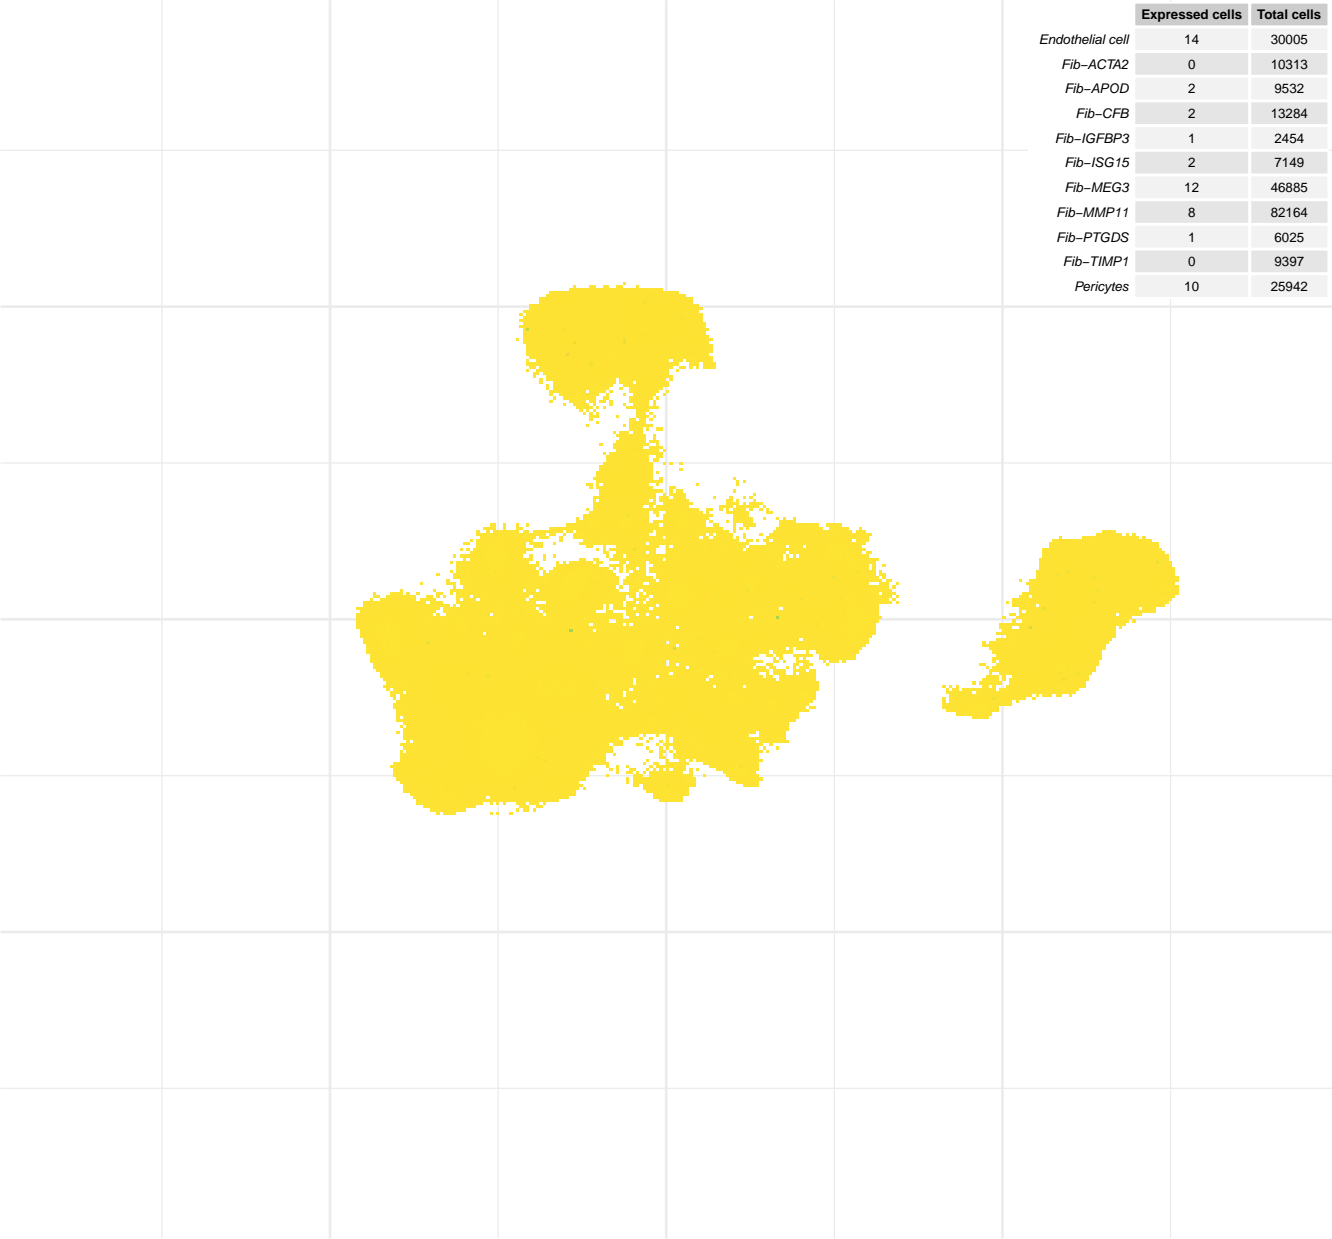 Expressed cells Total cells
Endothelial cell 14 30005
Fib−ACTA2 0 10313
Fib−APOD 2 9532
Fib−CFB 2 13284
Fib−IGFBP3 1 2454
Fib−ISG15 2 7149
Fib−MEG3 12 46885
Fib−MMP11 8 82164
Fib−PTGDS 1 6025
Fib−TIMP1 0 9397
Pericytes 10 25942